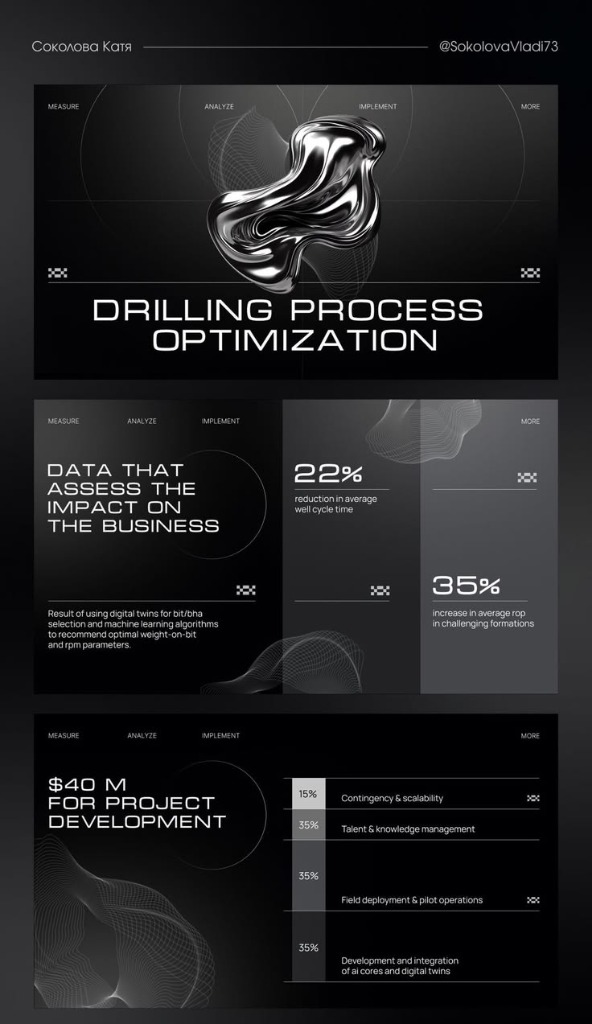 Соколова Катя
@SokolovaVladi73
MEASURE
ANALYZE
IMPLEMENT
MORE
DRILLING PROCESS
OPTIMIZATION
MEASURE
ANALYZE
IMPLEMENT
MORE
DATA THAT
ASSESS THE
IMPACT ON
THE BUSINESS
Result of using digital twins for bit/bha
selection and machine learning algorithms
to recommend optimal weight-on-bit
and rpm parameters.
22%
reduction in average
well cycle time
35%
increase in average rop
in challenging formations
MEASURE
ANALYZE
IMPLEMENT
MORE
$40 M
FOR PROJECT
DEVELOPMENT
15%
Contingency & scalability
35%
Talent & knowledge management
35%
Field deployment & pilot operations
35%
Development and integration
of ai cores and digital twins